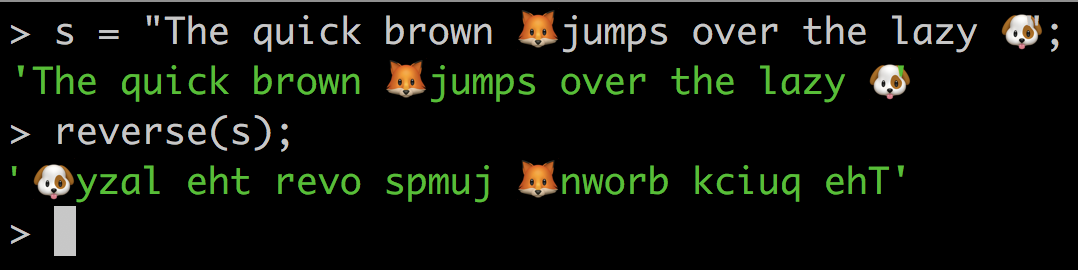 > s = "The quick brown 🦊jumps over the lazy 🐶";
'The quick brown 🦊jumps over the lazy 🐶'
> reverse(s);
'🐶yzal eht revo spmuj 🦊nworb kciuq ehT'
>